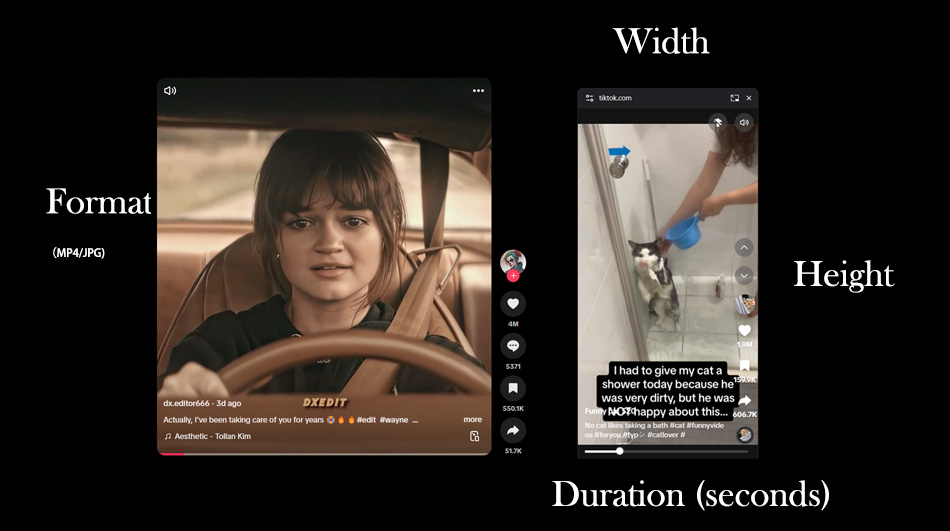 Width
tiktok.com
Format
(MP4/JPG)
Height
4M
5371
550.1K
51.7K
dx.editor666 · 3d ago
DXEDIT
Actually, I've been taking care of you for years #edit #wayne ...
more
Aesthetic - Tollan Kim
1.9M
159.9K
606.7K
I had to give my cat a
shower today because he
was very dirty, but he was
NOT happy about this...
Funny
No cat likes taking a bath #cat #funnyvide
os #foryou #fyp #catlover #
Duration (seconds)